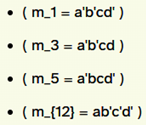 • ( m_1 = a'b'cd' )
• ( m_3 = a'b'cd )
• ( m_5 = a'bcd' )
• ( m_{12} = ab'c'd' )